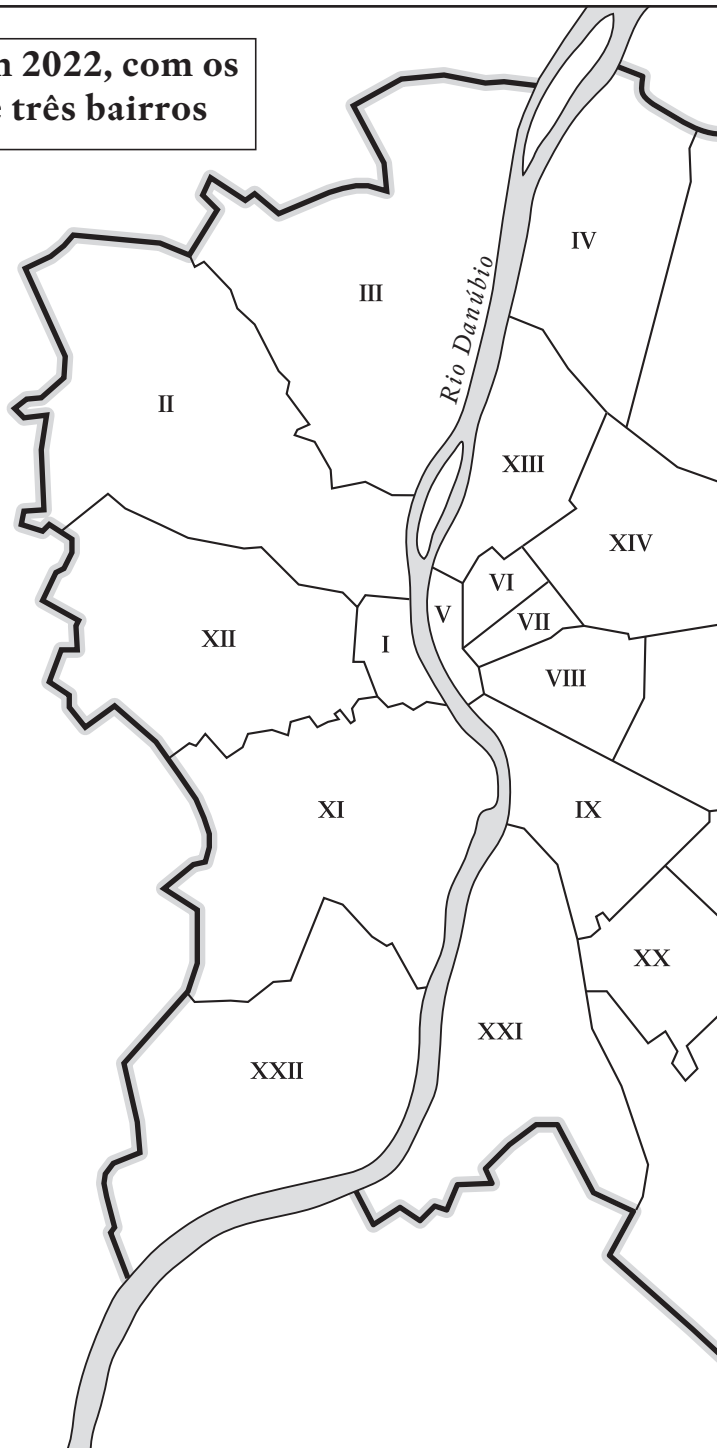 2022, com os
três bairros
IV
III
Rio Danúbio
II
XIII
XIV
VI
V
VII
XII
I
VIII
XI
IX
XX
XXI
XXII